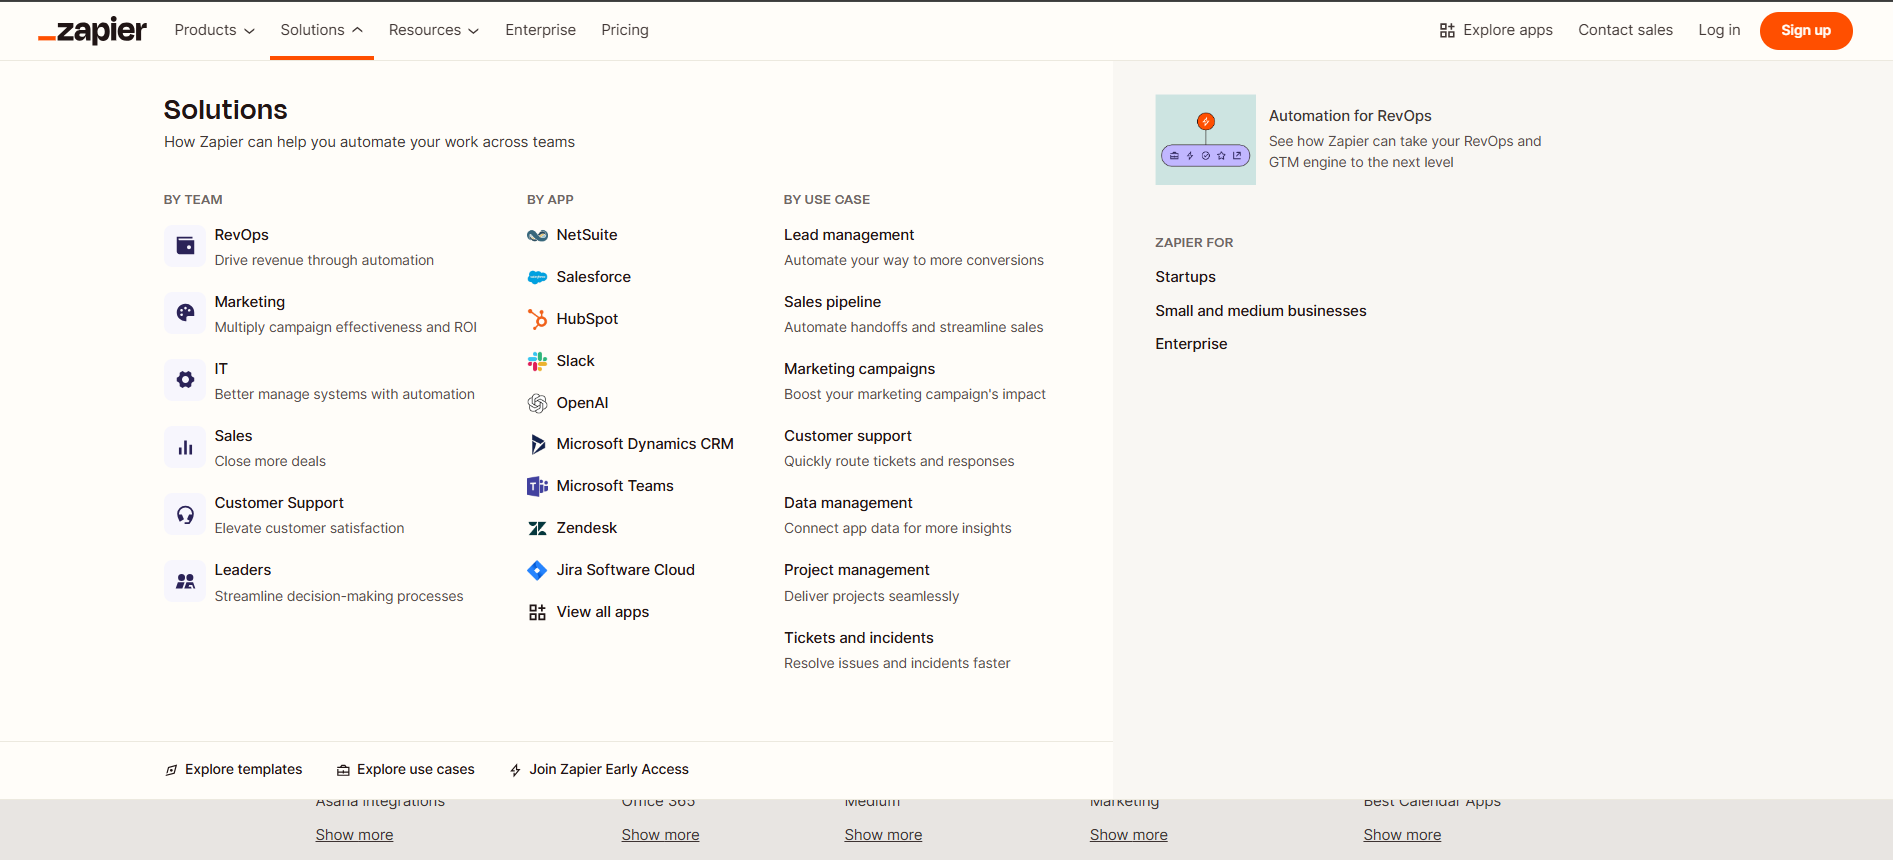 zapier
Products
Solutions
Resources
Enterprise
Pricing
Explore apps
Contact sales
Log in
Sign up
Solutions
How Zapier can help you automate your work across teams
BY TEAM
RevOps
Drive revenue through automation
Marketing
Multiply campaign effectiveness and ROI
IT
Better manage systems with automation
Sales
Close more deals
Customer Support
Elevate customer satisfaction
Leaders
Streamline decision-making processes
BY APP
NetSuite
Salesforce
HubSpot
Slack
OpenAI
Microsoft Dynamics CRM
Microsoft Teams
Zendesk
Jira Software Cloud
View all apps
BY USE CASE
Lead management
Automate your way to more conversions
Sales pipeline
Automate handoffs and streamline sales
Marketing campaigns
Boost your marketing campaign's impact
Customer support
Quickly route tickets and responses
Data management
Connect app data for more insights
Project management
Deliver projects seamlessly
Tickets and incidents
Resolve issues and incidents faster
Automation for RevOps
See how Zapier can take your RevOps and
GTM engine to the next level
ZAPIER FOR
Startups
Small and medium businesses
Enterprise
Explore templates
Explore use cases
Join Zapier Early Access
Asana Integrations
Office 365
Medium
Marketing
Best Calendar Apps
Show more
Show more
Show more
Show more
Show more